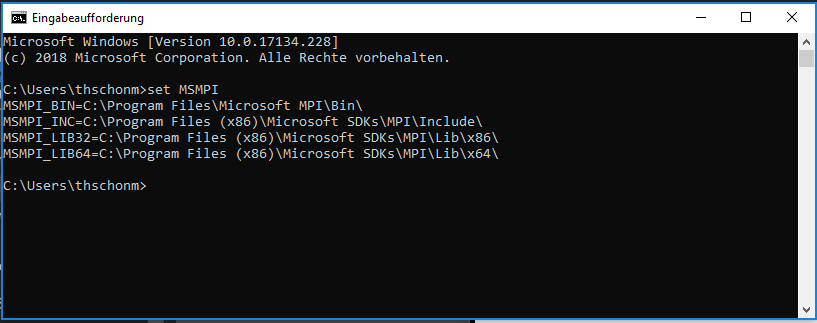 Eingabeaufforderung
Microsoft Windows [Version 10.0.17134.228]
(c) 2018 Microsoft Corporation. Alle Rechte vorbehalten.
C:\Users\thschonm>set MSMPI
MSMPI_BIN=C:\Program Files\Microsoft MPI\Bin\
MSMPI_INC=C:\Program Files (x86)\Microsoft SDKs\MPI\Include\
MSMPI_LIB32=C:\Program Files (x86)\Microsoft SDKs\MPI\Lib\x86\
MSMPI_LIB64=C:\Program Files (x86)\Microsoft SDKs\MPI\Lib\x64\
C:\Users\thschonm>